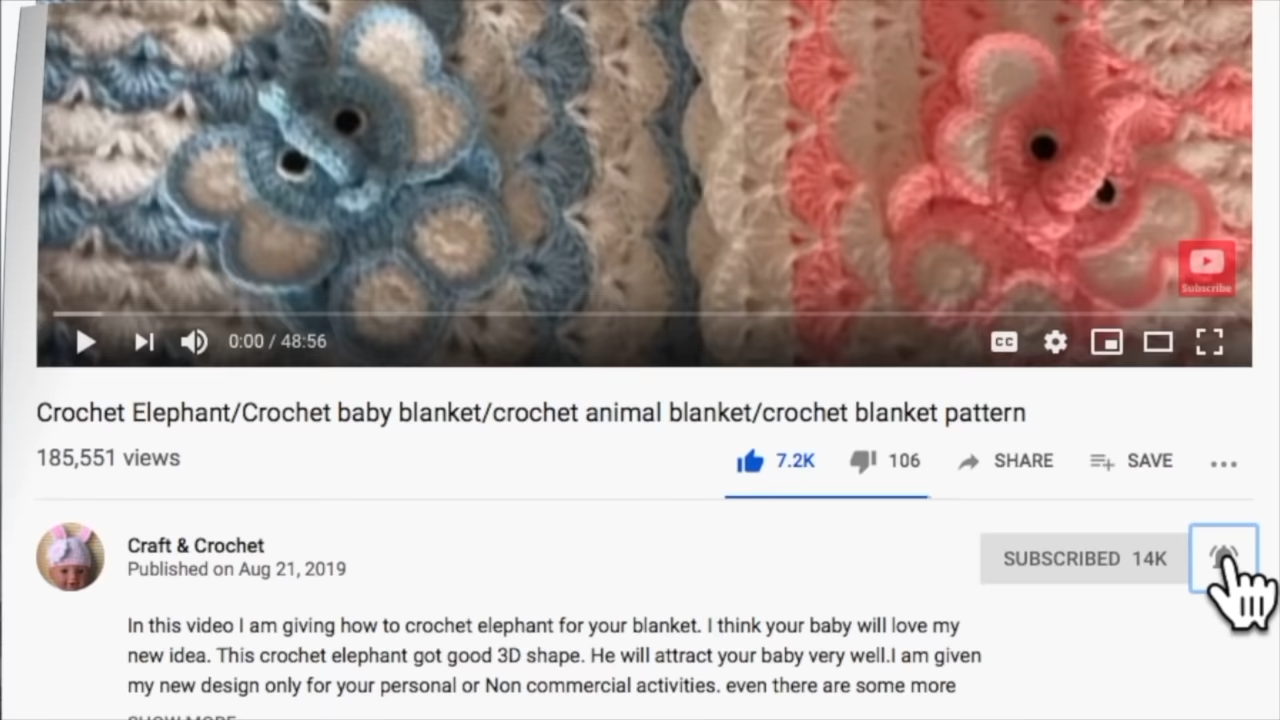 Subscribe
0:00 / 48:56
CC
Crochet Elephant/Crochet baby blanket/crochet animal blanket/crochet blanket pattern
185,551 views
7.2K 106 SHARE SAVE
Craft & Crochet
Published on Aug 21, 2019
SUBSCRIBED 14K
In this video I am giving how to crochet elephant for your blanket. I think your baby will love my
new idea. This crochet elephant got good 3D shape. He will attract your baby very well.I am given
my new design only for your personal or Non commercial activities. even there are some more
SHOW MORE